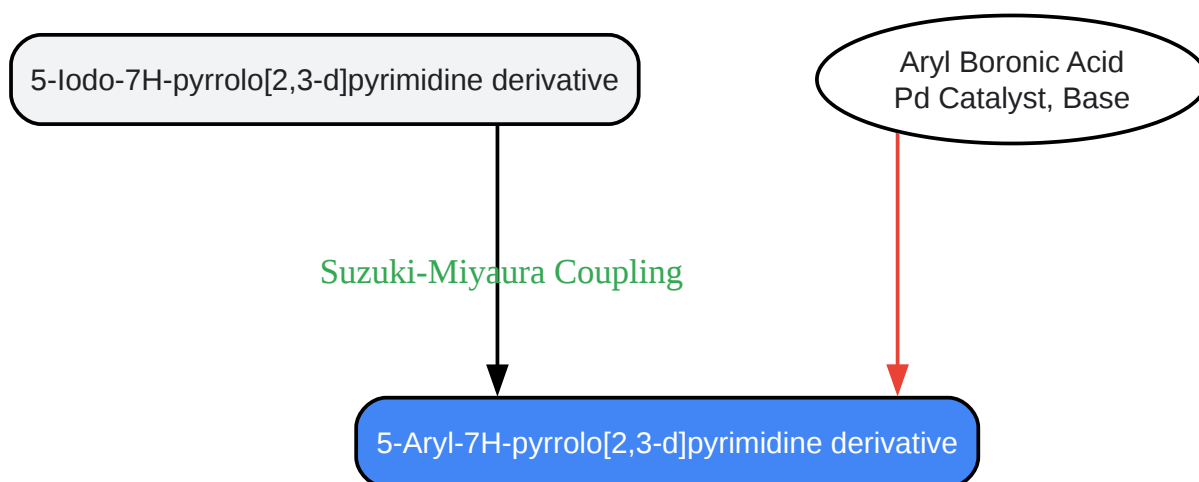 5-Iodo-7H-pyrrolo[2,3-d]pyrimidine derivative
Aryl Boronic Acid
Pd Catalyst, Base
Suzuki-Miyaura Coupling
5-Aryl-7H-pyrrolo[2,3-d]pyrimidine derivative